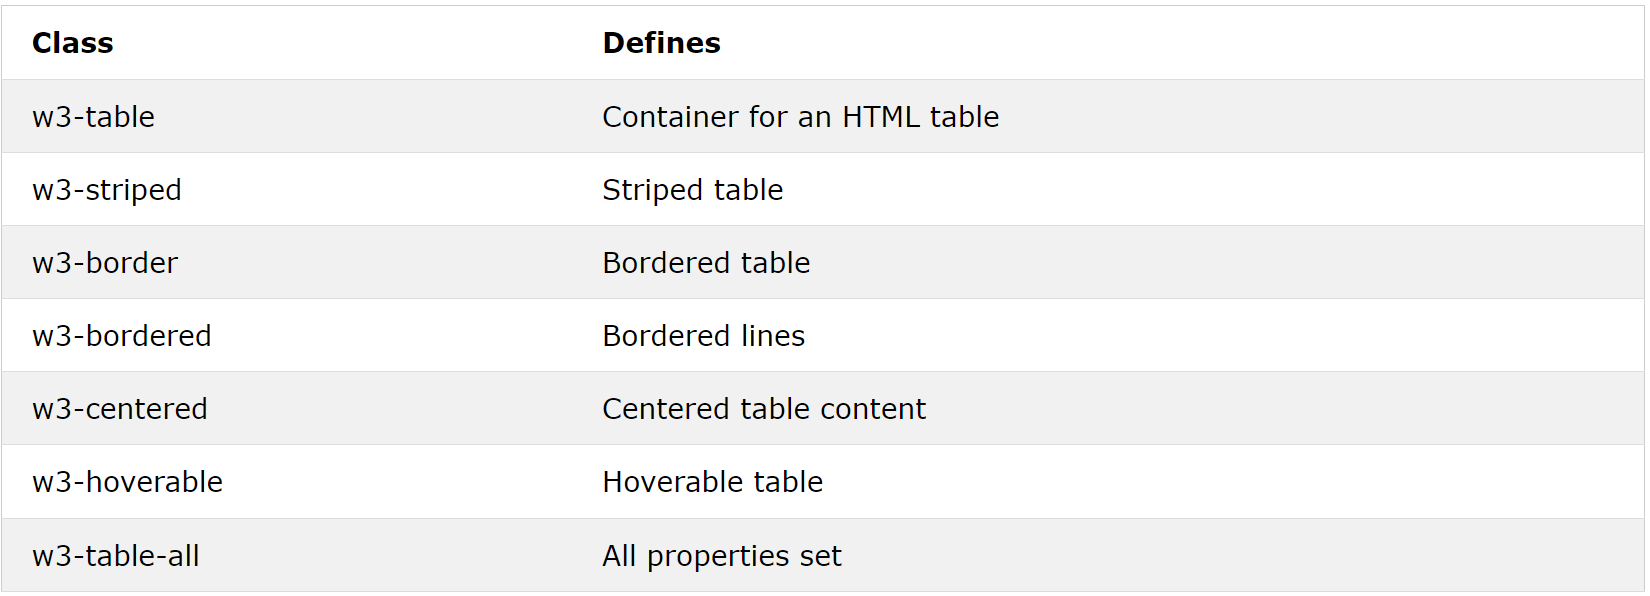 Class Defines
w3-table Container for an HTML table
w3-striped Striped table
w3-border Bordered table
w3-bordered Bordered lines
w3-centered Centered table content
w3-hoverable Hoverable table
w3-table-all All properties set